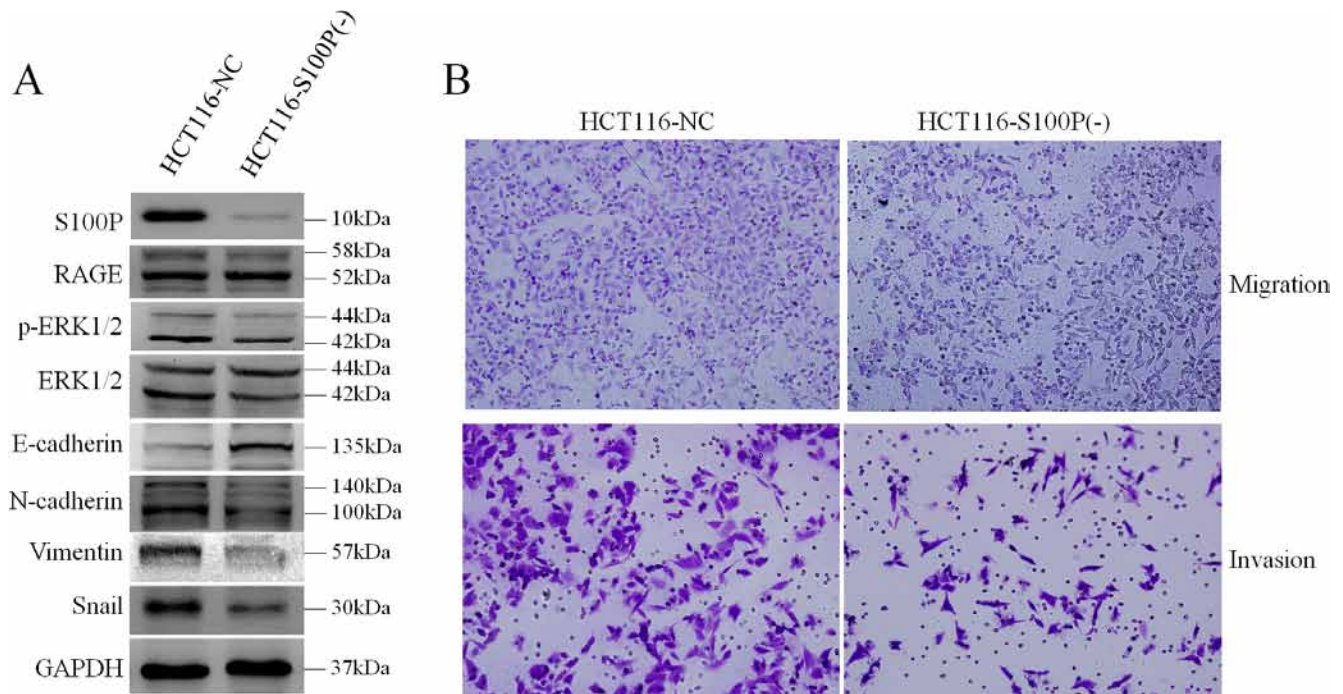 A
HCT116-NC
HCT116-S100P(-)
S100P
10kDa
58kDa
RAGE
52kDa
p-ERK1/2
44kDa
42kDa
ERK1/2
44kDa
42kDa
E-cadherin
135kDa
N-cadherin
140kDa
100kDa
Vimentin
57kDa
Snail
30kDa
GAPDH
37kDa
B
HCT116-NC
HCT116-S100P(-)
Migration
Invasion